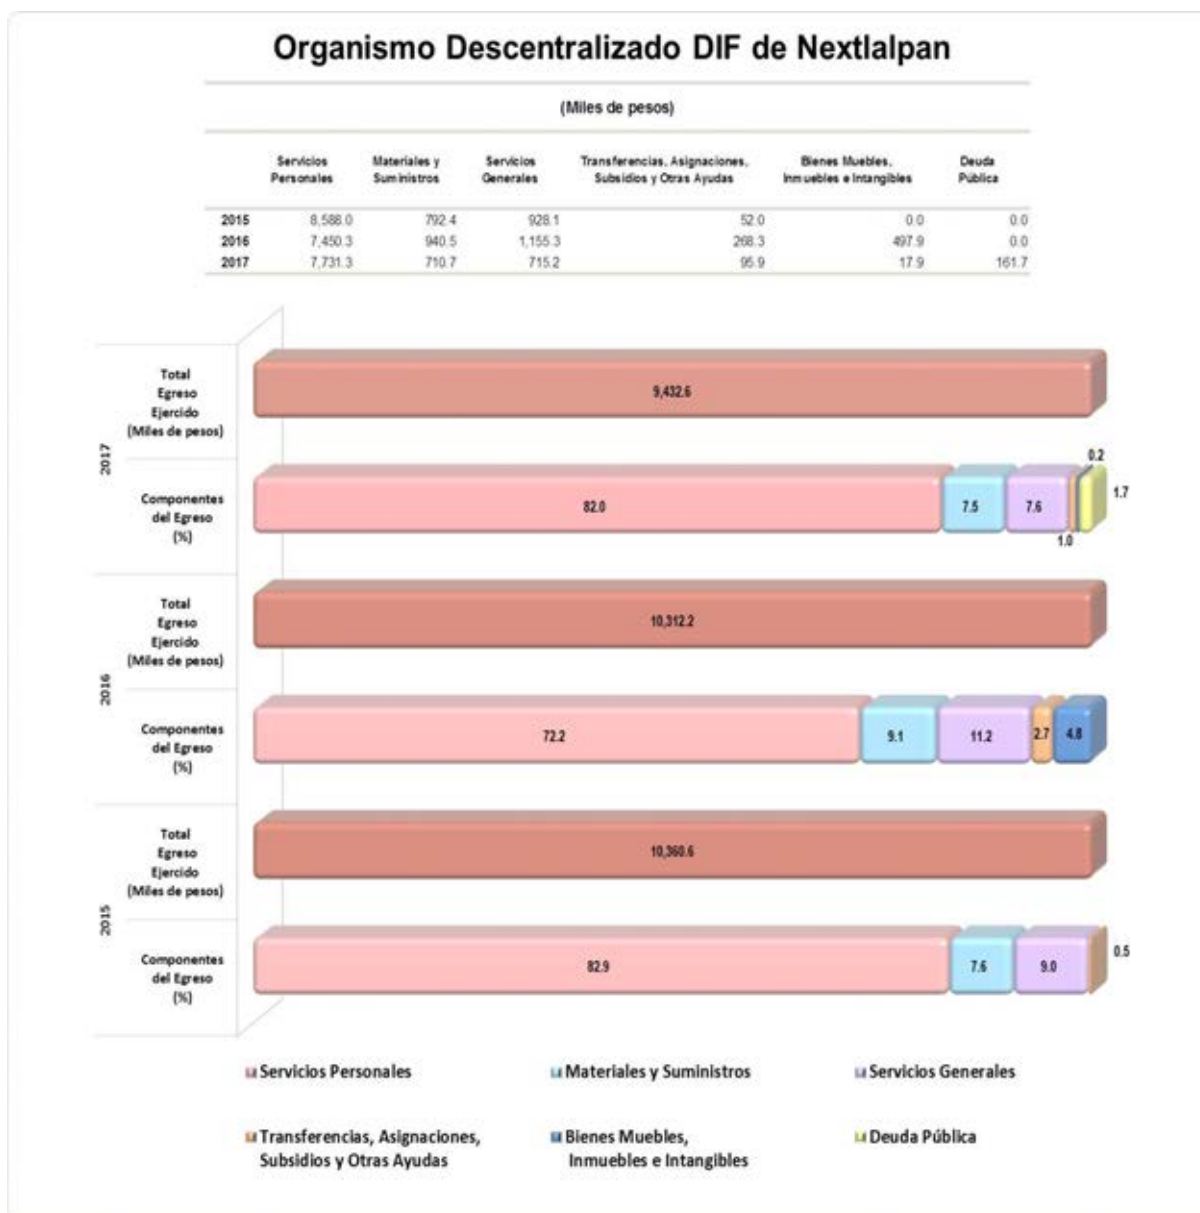 Organismo Descentralizado DIF de Nextlalpan
(Miles de pesos)
Servicios Personales Materiales y Suministros Servicios Generales Transferencias, Asignaciones, Subsidios y Otras Ayudas Bienes Muebles, Inmuebles e Intangibles Deuda Pública
2015 8,588.0 792.4 928.1 52.0 0.0 0.0
2016 7,450.3 940.5 1,155.3 268.3 497.9 0.0
2017 7,731.3 710.7 715.2 95.9 17.9 161.7
2017
Total
Egreso
Ejercido
(Miles de pesos)
9,432.6
Componentes
del Egreso
(%)
82.0 7.5 7.6 1.0 0.2 1.7
2016
Total
Egreso
Ejercido
(Miles de pesos)
10,312.2
Componentes
del Egreso
(%)
72.2 9.1 11.2 2.7 4.8
2015
Total
Egreso
Ejercido
(Miles de pesos)
10,360.6
Componentes
del Egreso
(%)
82.9 7.6 9.0 0.5
Servicios Personales Materiales y Suministros Servicios Generales
Transferencias, Asignaciones, Bienes Muebles, Deuda Pública
Subsidios y Otras Ayudas Inmuebles e Intangibles